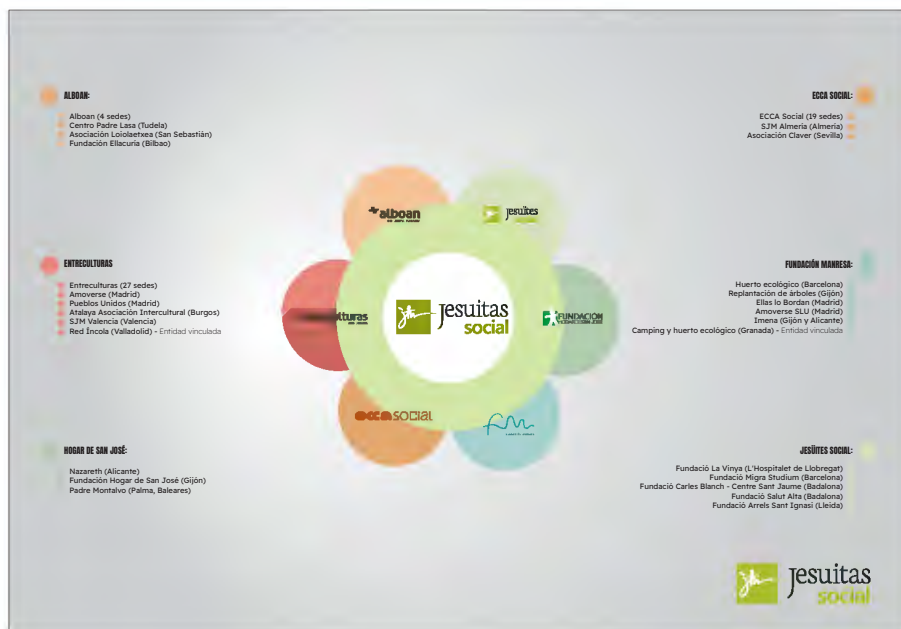 ALBOAN:
Alboan (4 sedes)
Centro Padre Lasa (Tudela)
Asociación Loiolaetxea (San Sebastián)
Fundación Ellacuría (Bilbao)
ECCA SOCIAL:
ECCA Social (19 sedes)
SJM Almería (Almería)
Asociación Claver (Sevilla)
alboan
jesuïtes
ENTRECULTURAS
Entreculturas (27 sedes)
Amoverse (Madrid)
Pueblos Unidos (Madrid)
Atalaya Asociación Intercultural (Burgos)
SJM Valencia (Valencia)
Red Íncola (Valladolid) - Entidad vinculada
lturas
Jesuitas
social
FUNDACIÓN
FUNDACIÓN MANRESA:
Huerto ecológico (Barcelona)
Replantación de árboles (Gijón)
Ellas lo Bordan (Madrid)
Amoverse SLU (Madrid)
Imena (Gijón y Alicante)
Camping y huerto ecológico (Granada) - Entidad vinculada
ecca social
fm
HOGAR DE SAN JOSÉ:
Nazareth (Alicante)
Fundación Hogar de San José (Gijón)
Padre Montalvo (Palma, Baleares)
JESÜITES SOCIAL:
Fundació La Vinya (L'Hospitalet de Llobregat)
Fundació Migra Studium (Barcelona)
Fundació Carles Blanch - Centre Sant Jaume (Badalona)
Fundació Salut Alta (Badalona)
Fundació Arrels Sant Ignasi (Lleida)
Jesuitas
social